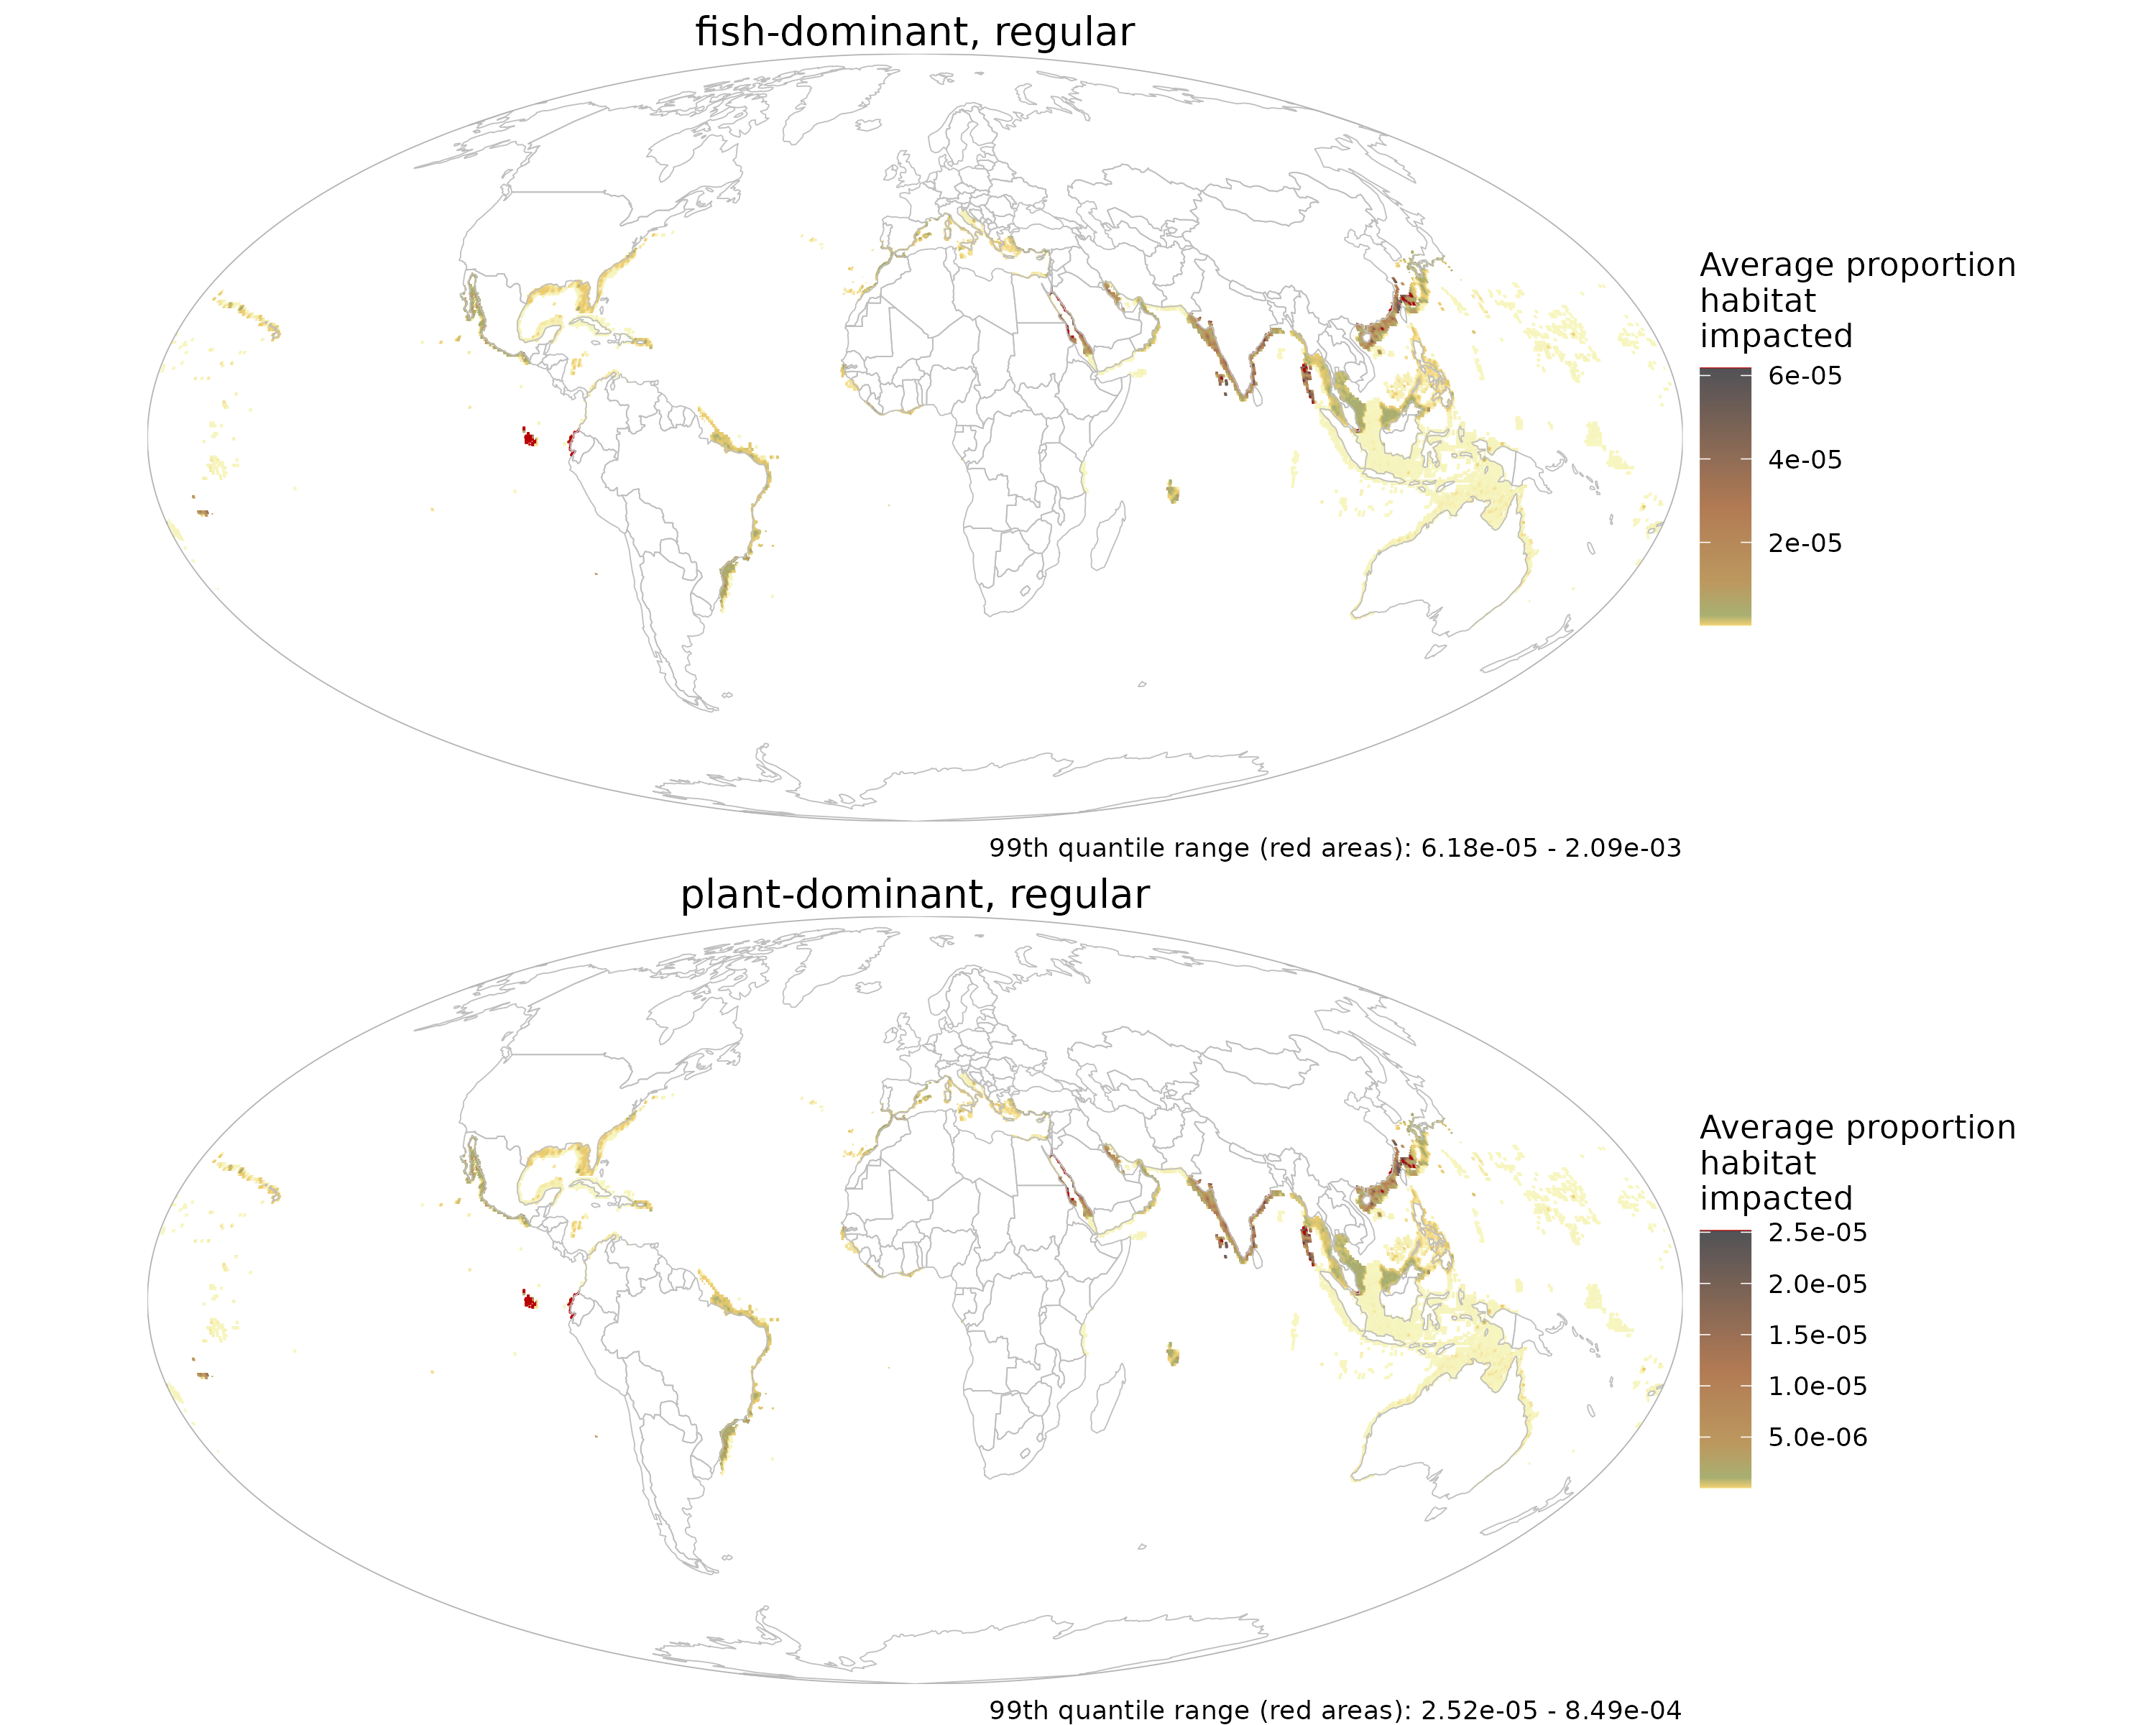 fish-dominant, regular
Average proportion
habitat
impacted
6e-05
4e-05
2e-05
99th quantile range (red areas): 6.18e-05 - 2.09e-03
plant-dominant, regular
Average proportion
habitat
impacted
2.5e-05
2.0e-05
1.5e-05
1.0e-05
5.0e-06
99th quantile range (red areas): 2.52e-05 - 8.49e-04